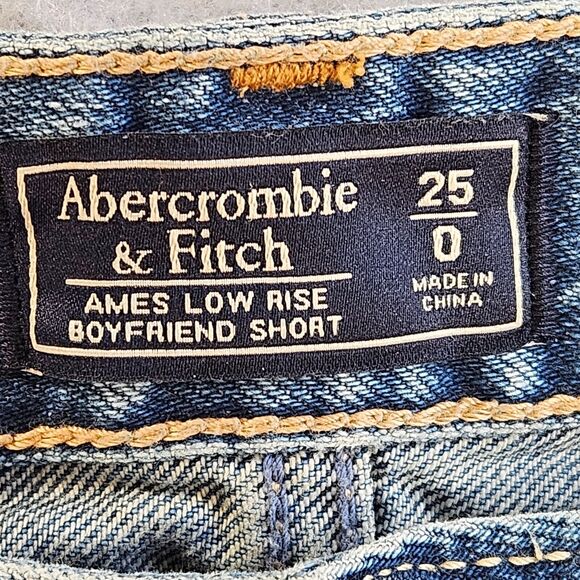 Abercrombie
& Fitch
AMES LOW RISE
BOYFRIEND SHORT
25
0
MADE IN
CHINA